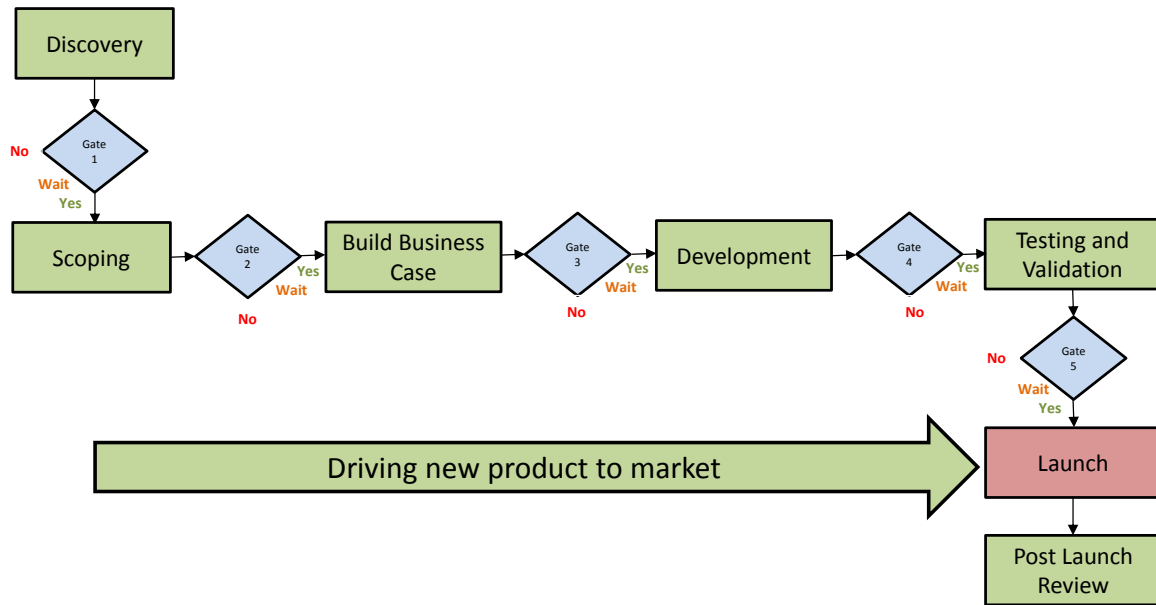 Discovery
Gate
1
No
Wait
Yes
Scoping
Gate
2
Yes
Wait
No
Build Business
Case
Gate
3
Yes
Wait
No
Development
Gate
4
Yes
Wait
No
Testing and
Validation
Gate
5
No
Wait
Yes
Driving new product to market
Launch
Post Launch
Review